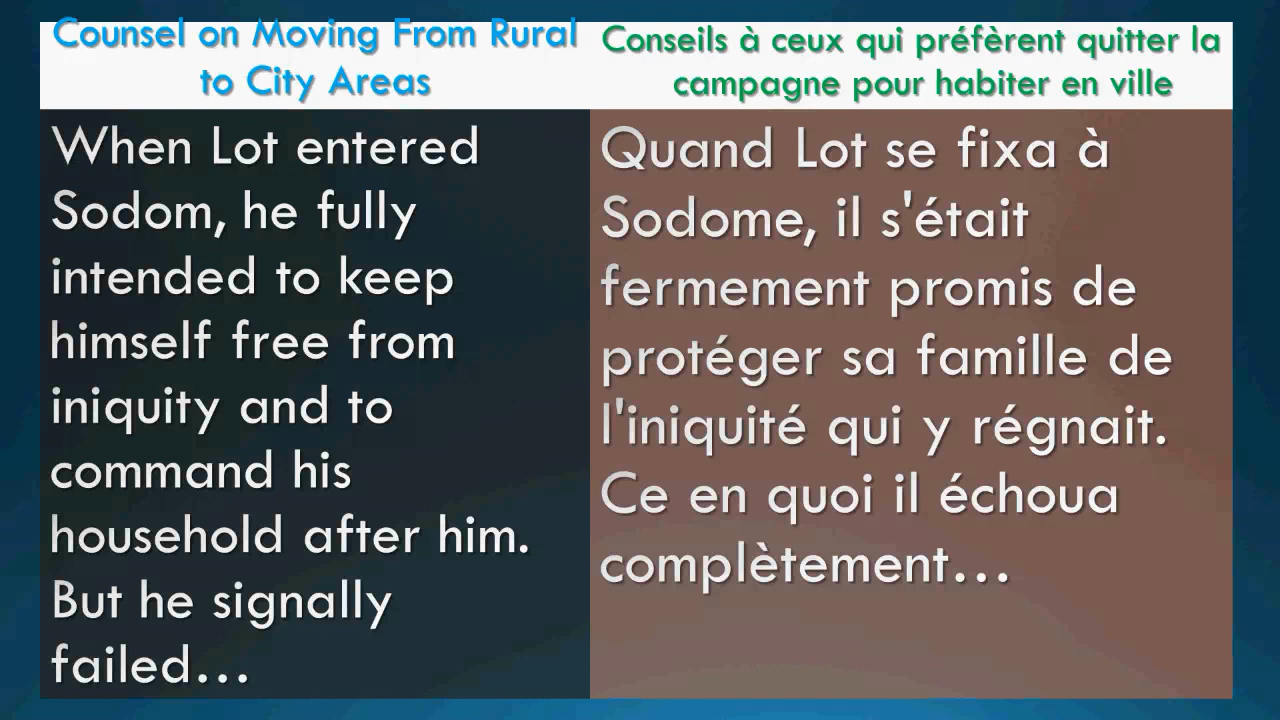 Counsel on Moving From Rural
to City Areas
When Lot entered
Sodom, he fully
intended to keep
himself free from
iniquity and to
command his
household after him.
But he signally
failed…
Conseils à ceux qui préfèrent quitter la
campagne pour habiter en ville
Quand Lot se fixa à
Sodome, il s'était
fermement promis de
protéger sa famille de
l'iniquité qui y régnait.
Ce en quoi il échoua
complètement…